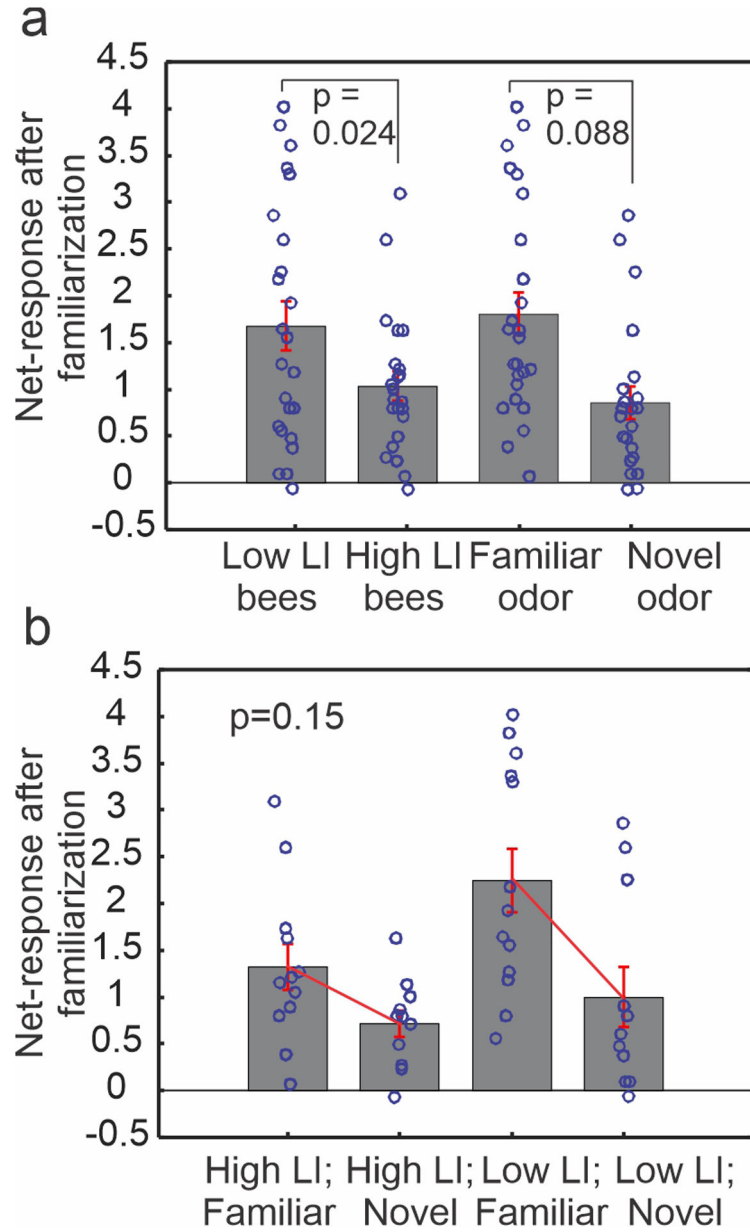 a
Net-response after
familiarization
4.5
4
3.5
3
2.5
2
1.5
1
0.5
0
-0.5
p =
0.024
p =
0.088
Low LI
bees
High LI
bees
Familiar
odor
Novel
odor
b
Net-response after
familiarization
4.5
4
3.5
3
2.5
2
1.5
1
0.5
0
-0.5
p=0.15
High LI;
Familiar
High LI;
Novel
Low LI;
Familiar
Low LI;
Novel